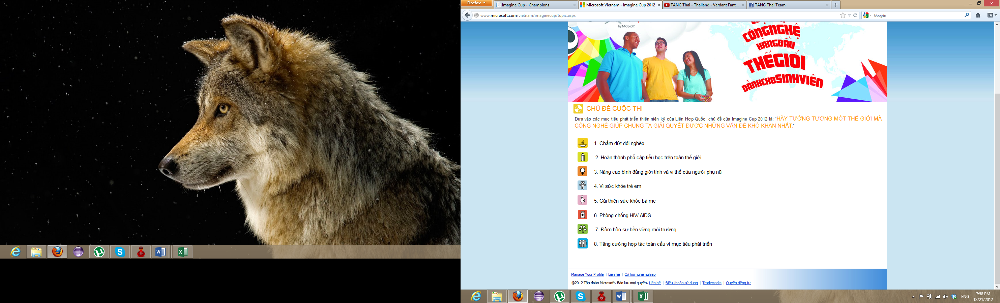 Firefox
Imagine Cup - Champions
Microsoft Vietnam - Imagine Cup 2012
TANG Thai - Thailand - Verdant Fant...
TANG Thai Team
www.microsoft.com/vietnam/imaginecup/topic.aspx
Google
by Microsoft®
CÔNGNGHỆ
HÀNGĐẦU
THẾGIỚI
DÀNHCHOSINHVIÊN
CHỦ ĐỀ CUỘC THI
Dựa vào các mục tiêu phát triển thiên niên kỷ của Liên Hợp Quốc, chủ đề của Imagine Cup 2012 là: “HÃY TƯỞNG TƯỢNG MỘT THẾ GIỚI MÀ
CÔNG NGHỆ GIÚP CHÚNG TA GIẢI QUYẾT ĐƯỢC NHỮNG VẤN ĐỀ KHÓ KHĂN NHẤT.”
1. Chấm dứt đói nghèo
2. Hoàn thành phổ cập tiểu học trên toàn thế giới
3. Nâng cao bình đẳng giới tính và vị thế của người phụ nữ
4. Vì sức khỏe trẻ em
5. Cải thiện sức khỏe bà mẹ
6. Phòng chống HIV/ AIDS
7. Đảm bảo sự bền vững môi trường
8. Tăng cường hợp tác toàn cầu vì mục tiêu phát triển
Manage Your Profile | Liên hệ | Cơ hội nghề nghiệp
©2012 Tập đoàn Microsoft. Bảo lưu mọi quyền. Liên hệ | Điều khoản sử dụng | Trademarks | Quyền riêng tư
ENG
7:58 PM
12/21/2012